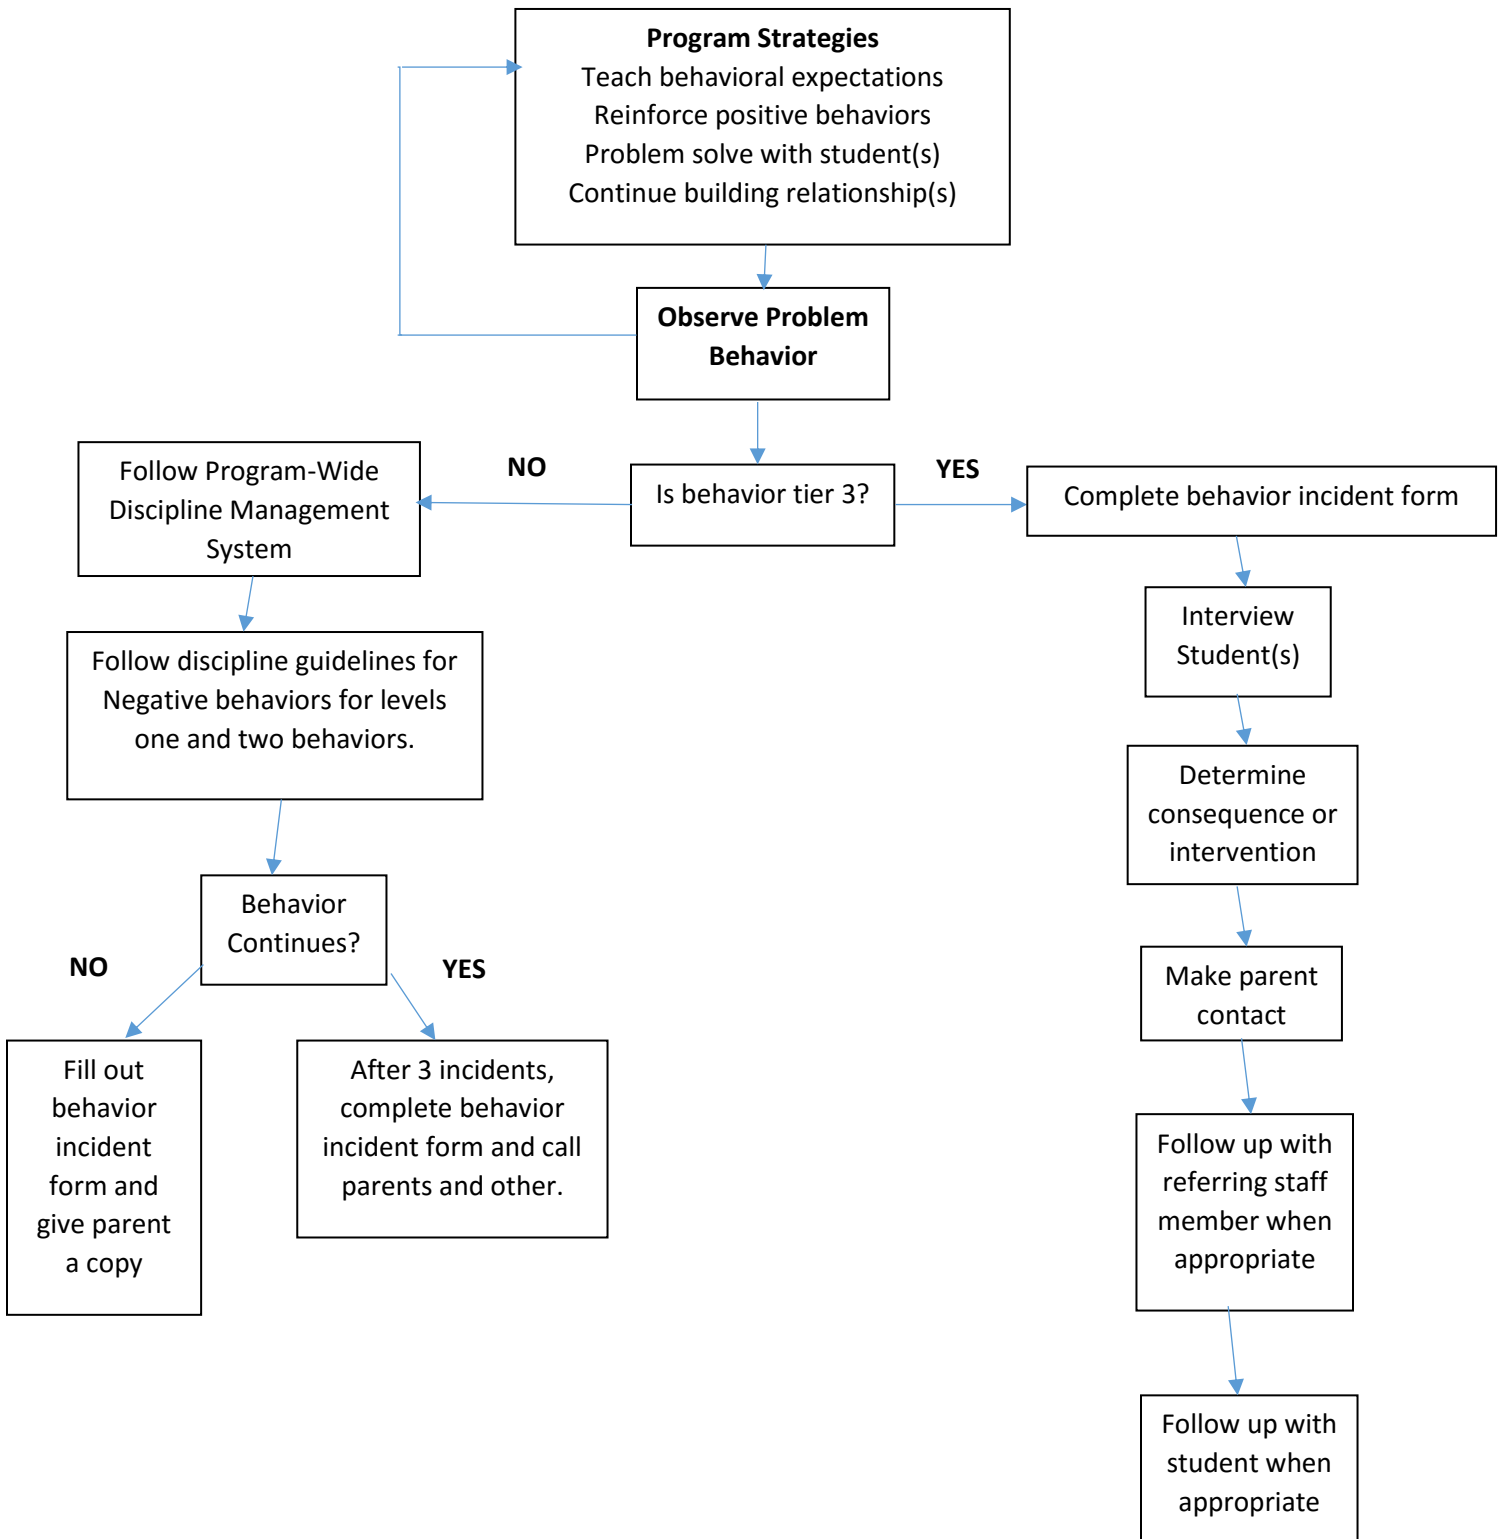 Program Strategies
Teach behavioral expectations
Reinforce positive behaviors
Problem solve with student(s)
Continue building relationship(s)
Observe Problem
Behavior
Is behavior tier 3?
NO
YES
Follow Program-Wide
Discipline Management
System
Follow discipline guidelines for
Negative behaviors for levels
one and two behaviors.
Behavior
Continues?
NO
YES
Fill out
behavior
incident
form and
give parent
a copy
After 3 incidents,
complete behavior
incident form and call
parents and other.
Complete behavior incident form
Interview
Student(s)
Determine
consequence or
intervention
Make parent
contact
Follow up with
referring staff
member when
appropriate
Follow up with
student when
appropriate